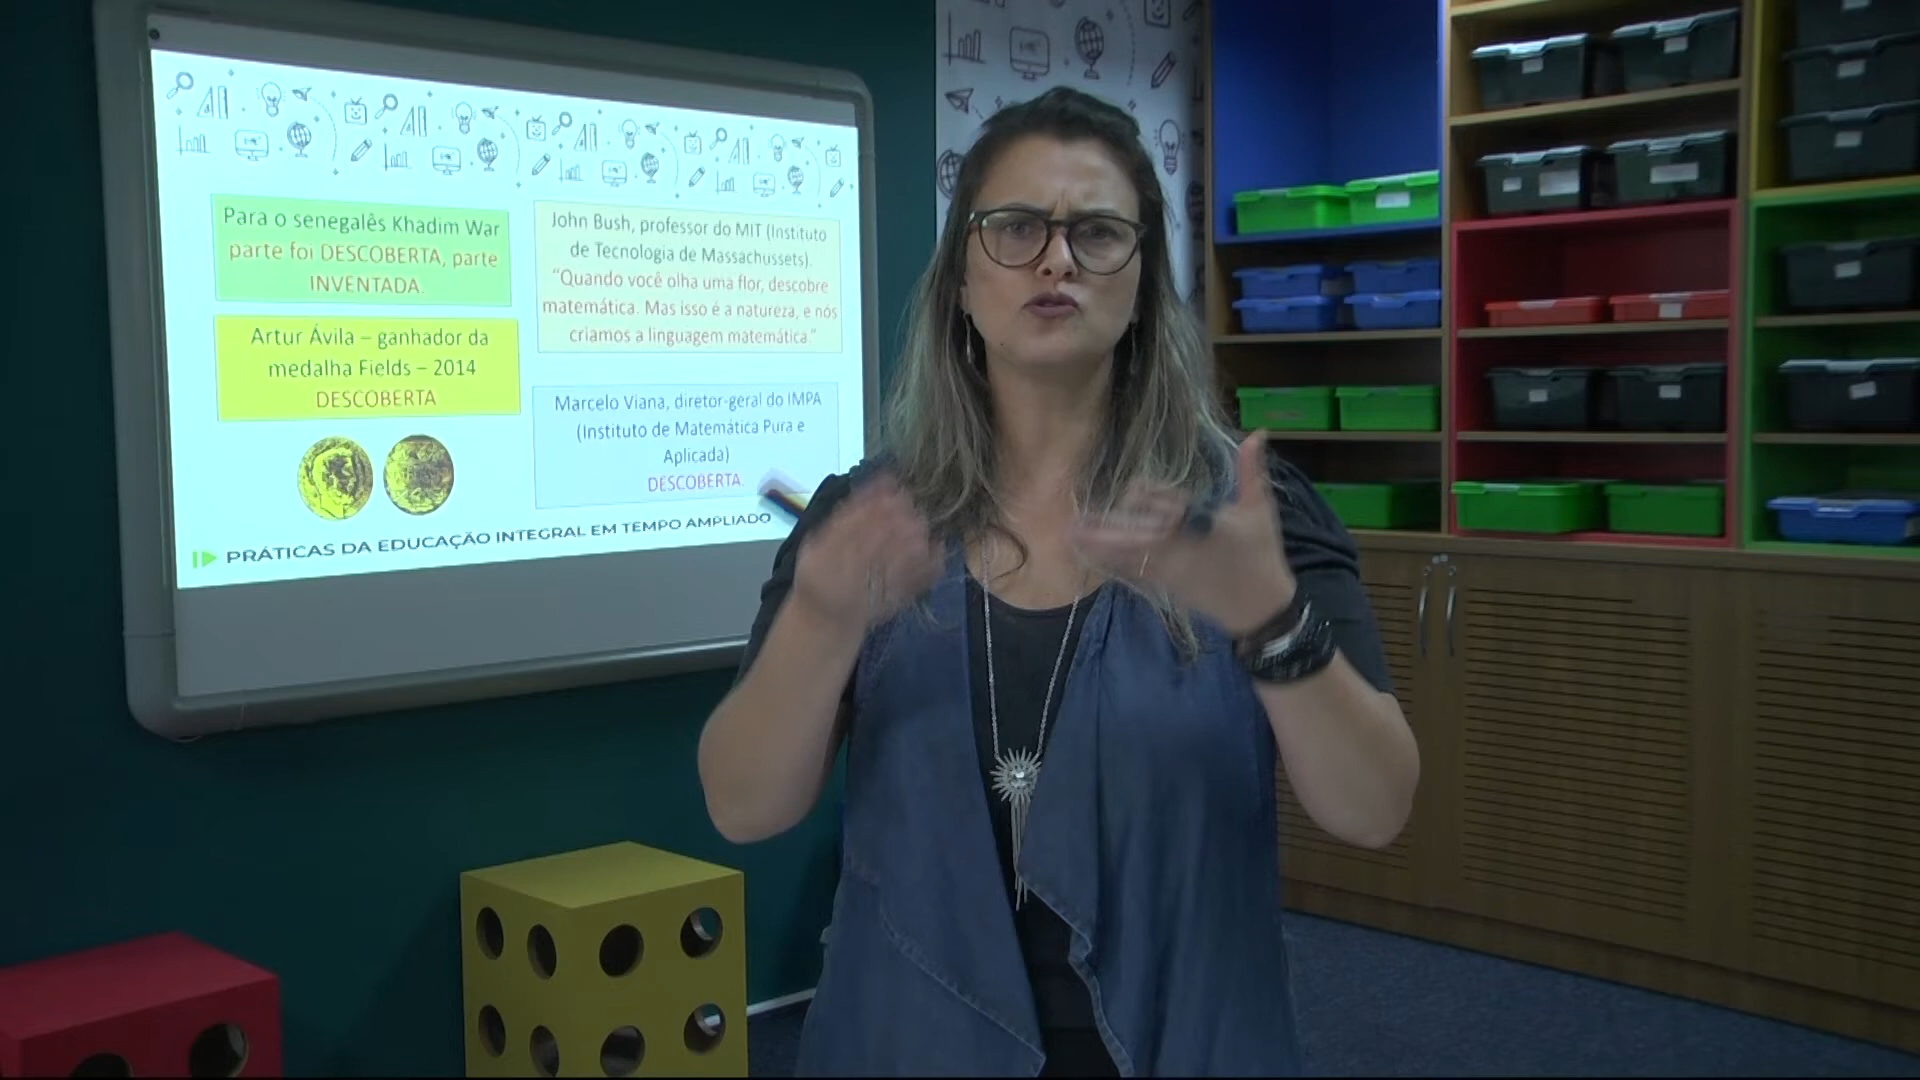 Para o senegalês Khadim War
parte foi DESCOBERTA, parte
INVENTADA.
Artur Ávila – ganhador da
medalha Fields – 2014
DESCOBERTA
John Bush, professor do MIT (Instituto
de Tecnologia de Massachussets).
“Quando você olha uma flor, descobre
matemática. Mas isso é a natureza, e nós
criamos a linguagem matemática.”
Marcelo Viana, diretor-geral do IMPA
(Instituto de Matemática Pura e
Aplicada)
DESCOBERTA.
PRÁTICAS DA EDUCAÇÃO INTEGRAL EM TEMPO AMPLIADO